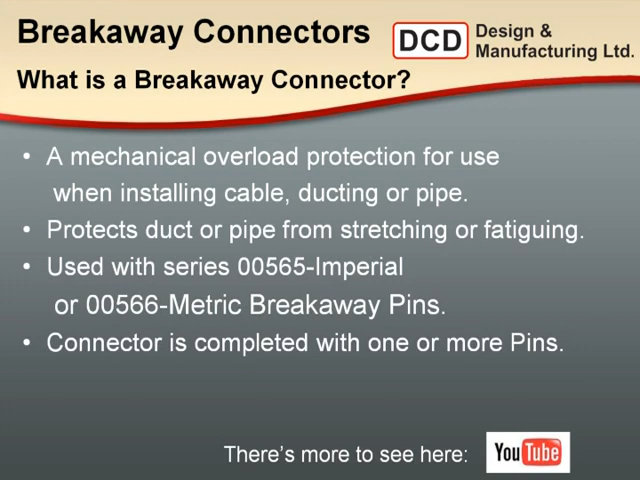 Breakaway Connectors
DCD
Design &
Manufacturing Ltd.
What is a Breakaway Connector?
• A mechanical overload protection for use
when installing cable, ducting or pipe.
• Protects duct or pipe from stretching or fatiguing.
• Used with series 00565-Imperial
or 00566-Metric Breakaway Pins.
• Connector is completed with one or more Pins.
There's more to see here:
YouTube